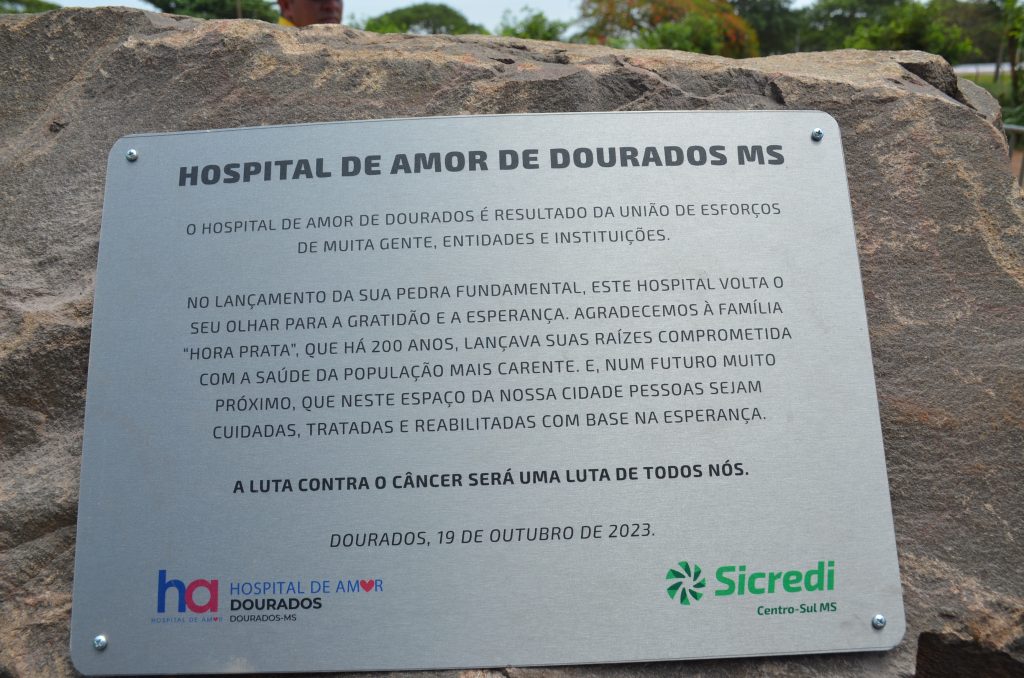 HOSPITAL DE AMOR DE DOURADOS MS
O HOSPITAL DE AMOR DE DOURADOS É RESULTADO DA UNIÃO DE ESFORÇOS
DE MUITA GENTE, ENTIDADES E INSTITUIÇÕES.
NO LANÇAMENTO DA SUA PEDRA FUNDAMENTAL, ESTE HOSPITAL VOLTA O
SEU OLHAR PARA A GRATIDÃO E A ESPERANÇA. AGRADECEMOS À FAMÍLIA
“HORA PRATA”, QUE HÁ 200 ANOS, LANÇAVA SUAS RAÍZES COMPROMETIDA
COM A SAÚDE DA POPULAÇÃO MAIS CARENTE. E, NUM FUTURO MUITO
PRÓXIMO, QUE NESTE ESPAÇO DA NOSSA CIDADE PESSOAS SEJAM
CUIDADAS, TRATADAS E REABILITADAS COM BASE NA ESPERANÇA.
A LUTA CONTRA O CÂNCER SERÁ UMA LUTA DE TODOS NÓS.
DOURADOS, 19 DE OUTUBRO DE 2023.
ha
HOSPITAL DE AMOR
HOSPITAL DE AMOR
DOURADOS
DOURADOS-MS
Sicredi
Centro-Sul MS